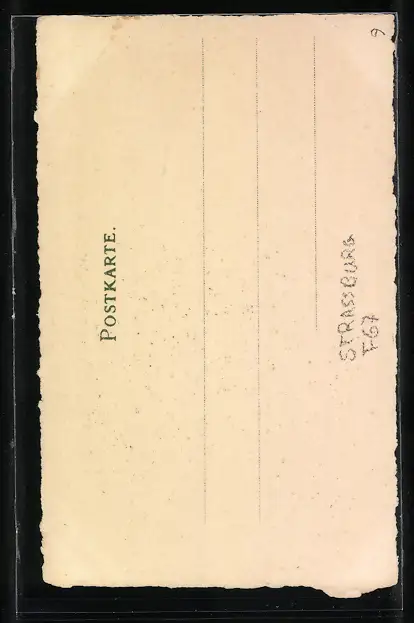 POSTKARTE.
STRASSBURG
F67
9